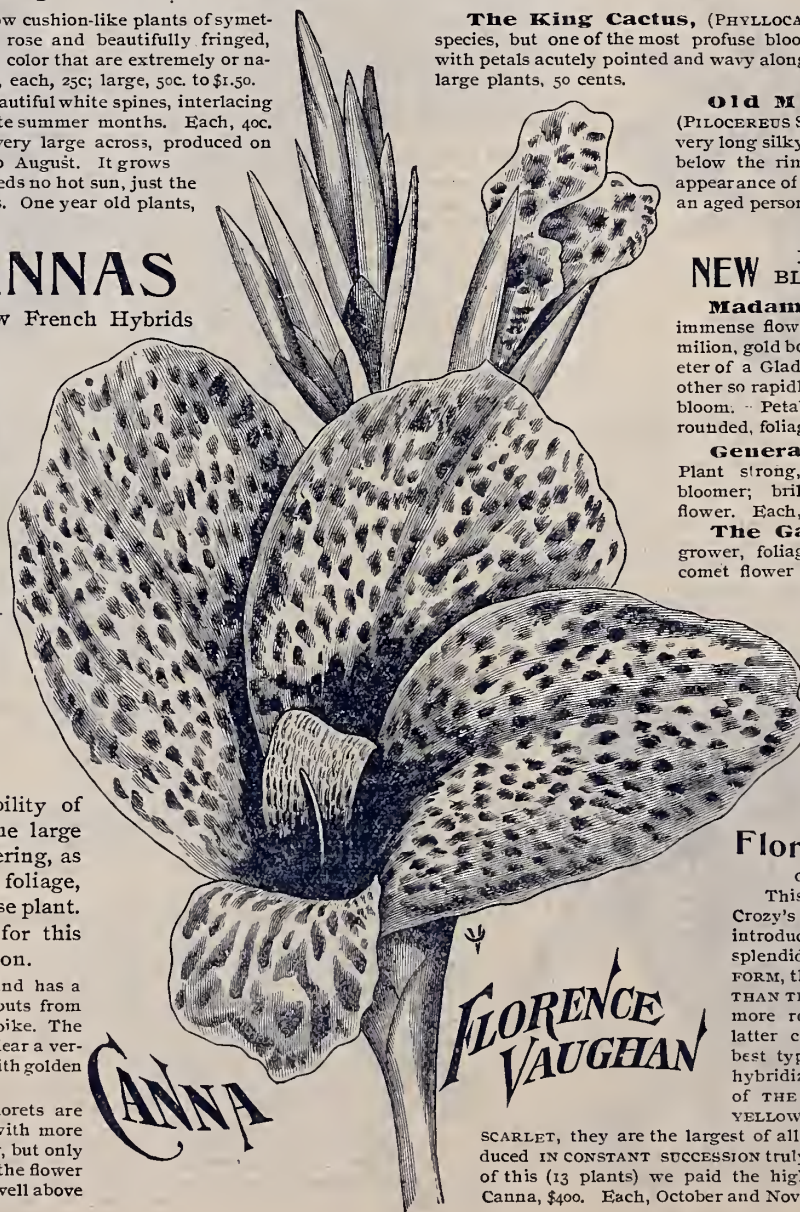 w cushion-like plants of symet-
rose and beautifully fringed,
color that are extremely or na-
, each, 25c; large, 50c. to $1.50.
autiful white spines, interlacing
te summer months. Each, 40c.
very large across, produced on
o August. It grows
eds no hot sun, just the
s. One year old plants,
NNAS
w French Hybrids
bility of
ne large
ering, as
foliage,
se plant.
for this
on.
nd has a
outs from
pike. The
ear a ver-
ith golden
orets are
with more
, but only
the flower
well above
CANNA
FLORENCE
VAUGHAN
The King Cactus, (PHYLLOCA
species, but one of the most profuse bloo
with petals acutely pointed and wavy along
large plants, 50 cents.
Old M
(PILOCEREUS S
very long silky
below the rim
appearance of
an aged person
NEW BL
Madam
immense flow
milion, gold bo
eter of a Glad
other so rapidl
bloom. Petal
rounded, foliag
Genera
Plant strong,
bloomer; bril
flower. Each,
The Ga
grower, foliag
comet flower
Flor
This
Crozy's
introduc
splendid
FORM, th
THAN TH
more re
latter c
best typ
hybridiz
of THE
YELLOW
SCARLET, they are the largest of all
duced IN CONSTANT SUCCESSION truly
of this (13 plants) we paid the high
Canna, $400. Each, October and Nov